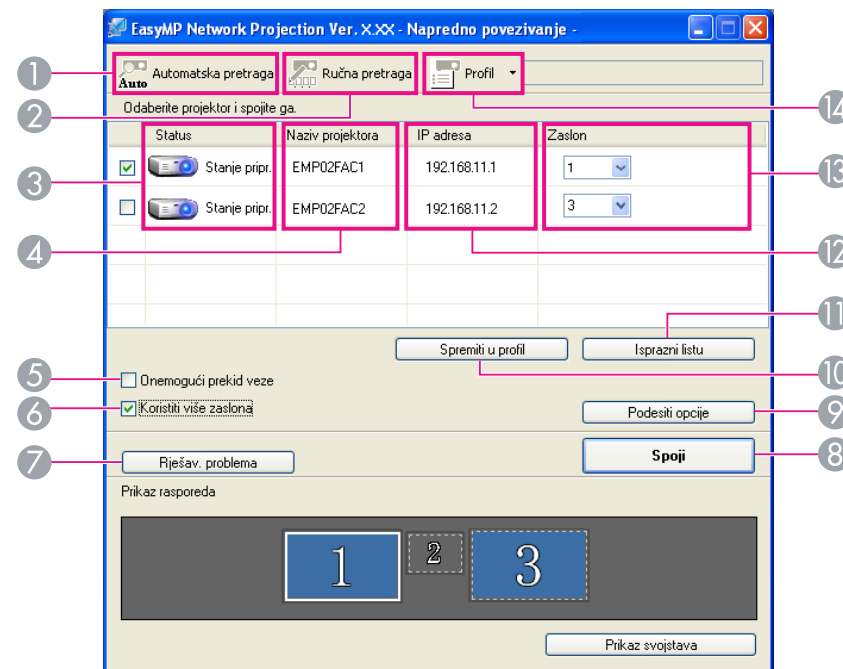 EasyMP Network Projection Ver. X.XX - Napredno povezivanje -
1 Auto Automatska pretraga Ručna pretraga Profil
2 14
Odaberite projektor i spojite ga.
Status Naziv projektora IP adresa Zaslon
Stanje pripr. EMP02FAC1 192.168.11.1 1
3 13
Stanje pripr. EMP02FAC2 192.168.11.2 3
4 12
11
Spremiti u profil Isprazni listu
5 Onemogući prekid veze 10
6 Koristiti više zaslona Podesiti opcije 9
7 Rješav. problema Spoji 8
Prikaz rasporeda
1 2 3
Prikaz svojstava